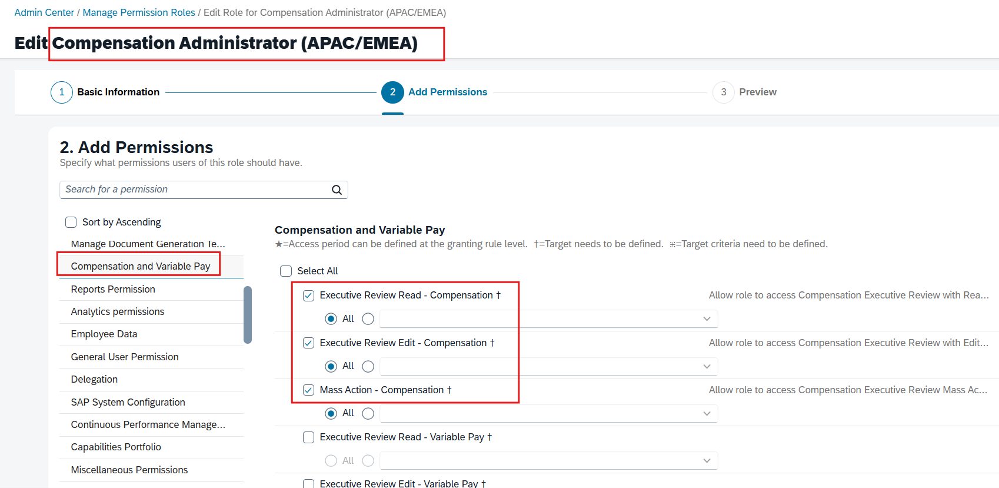 Admin Center / Manage Permission Roles / Edit Role for Compensation Administrator (APAC/EMEA)
Edit Compensation Administrator (APAC/EMEA)
1 Basic Information
2 Add Permissions
3 Preview
2. Add Permissions
Specify what permissions users of this role should have.
Search for a permission
Sort by Ascending
Manage Document Generation Te...
Compensation and Variable Pay
Reports Permission
Analytics permissions
Employee Data
General User Permission
Delegation
SAP System Configuration
Continuous Performance Manage...
Capabilities Portfolio
Miscellaneous Permissions
Compensation and Variable Pay
★=Access period can be defined at the granting rule level. †=Target needs to be defined. ※=Target criteria need to be defined.
Select All
Executive Review Read - Compensation † Allow role to access Compensation Executive Review with Rea...
All
Executive Review Edit - Compensation † Allow role to access Compensation Executive Review with Edit...
All
Mass Action - Compensation † Allow role to access Compensation Executive Review Mass Ac...
All
Executive Review Read - Variable Pay †
All
Executive Review Edit - Variable Pay †